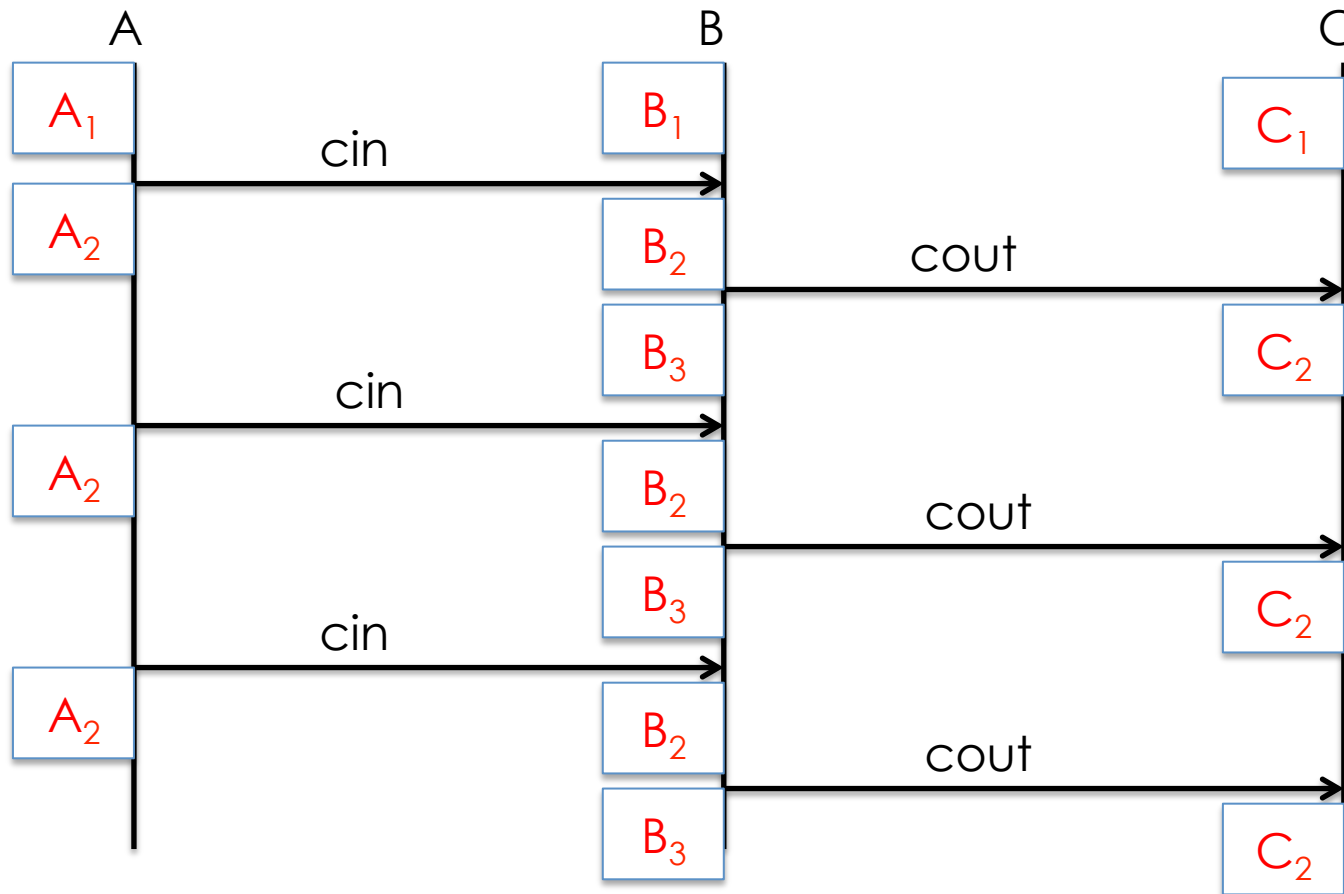 A B C
A₁ B₁ C₁
cin
A₂ B₂
cout
B₃ C₂
cin
A₂ B₂
cout
B₃ C₂
cin
A₂ B₂
cout
B₃ C₂